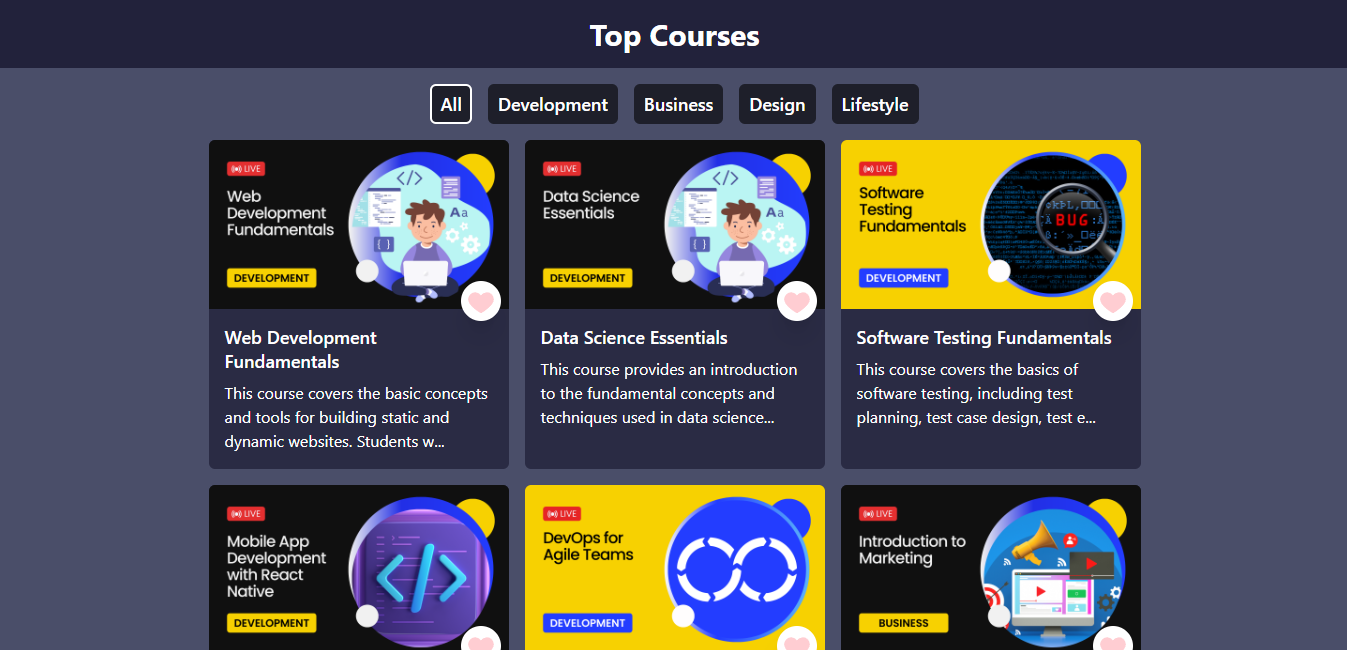 Top Courses
All
Development
Business
Design
Lifestyle
LIVE
Web
Development
Fundamentals
</>
Aa
{ }
DEVELOPMENT
Web Development
Fundamentals
This course covers the basic concepts
and tools for building static and
dynamic websites. Students w...
LIVE
Data Science
Essentials
</>
Aa
{ }
DEVELOPMENT
Data Science Essentials
This course provides an introduction
to the fundamental concepts and
techniques used in data science...
LIVE
Software
Testing
Fundamentals
BUG
DEVELOPMENT
Software Testing Fundamentals
This course covers the basics of
software testing, including test
planning, test case design, test e...
LIVE
Mobile App
Development
with React
Native
</>
DEVELOPMENT
LIVE
DevOps for
Agile Teams
DEVELOPMENT
LIVE
Introduction to
Marketing
BUSINESS